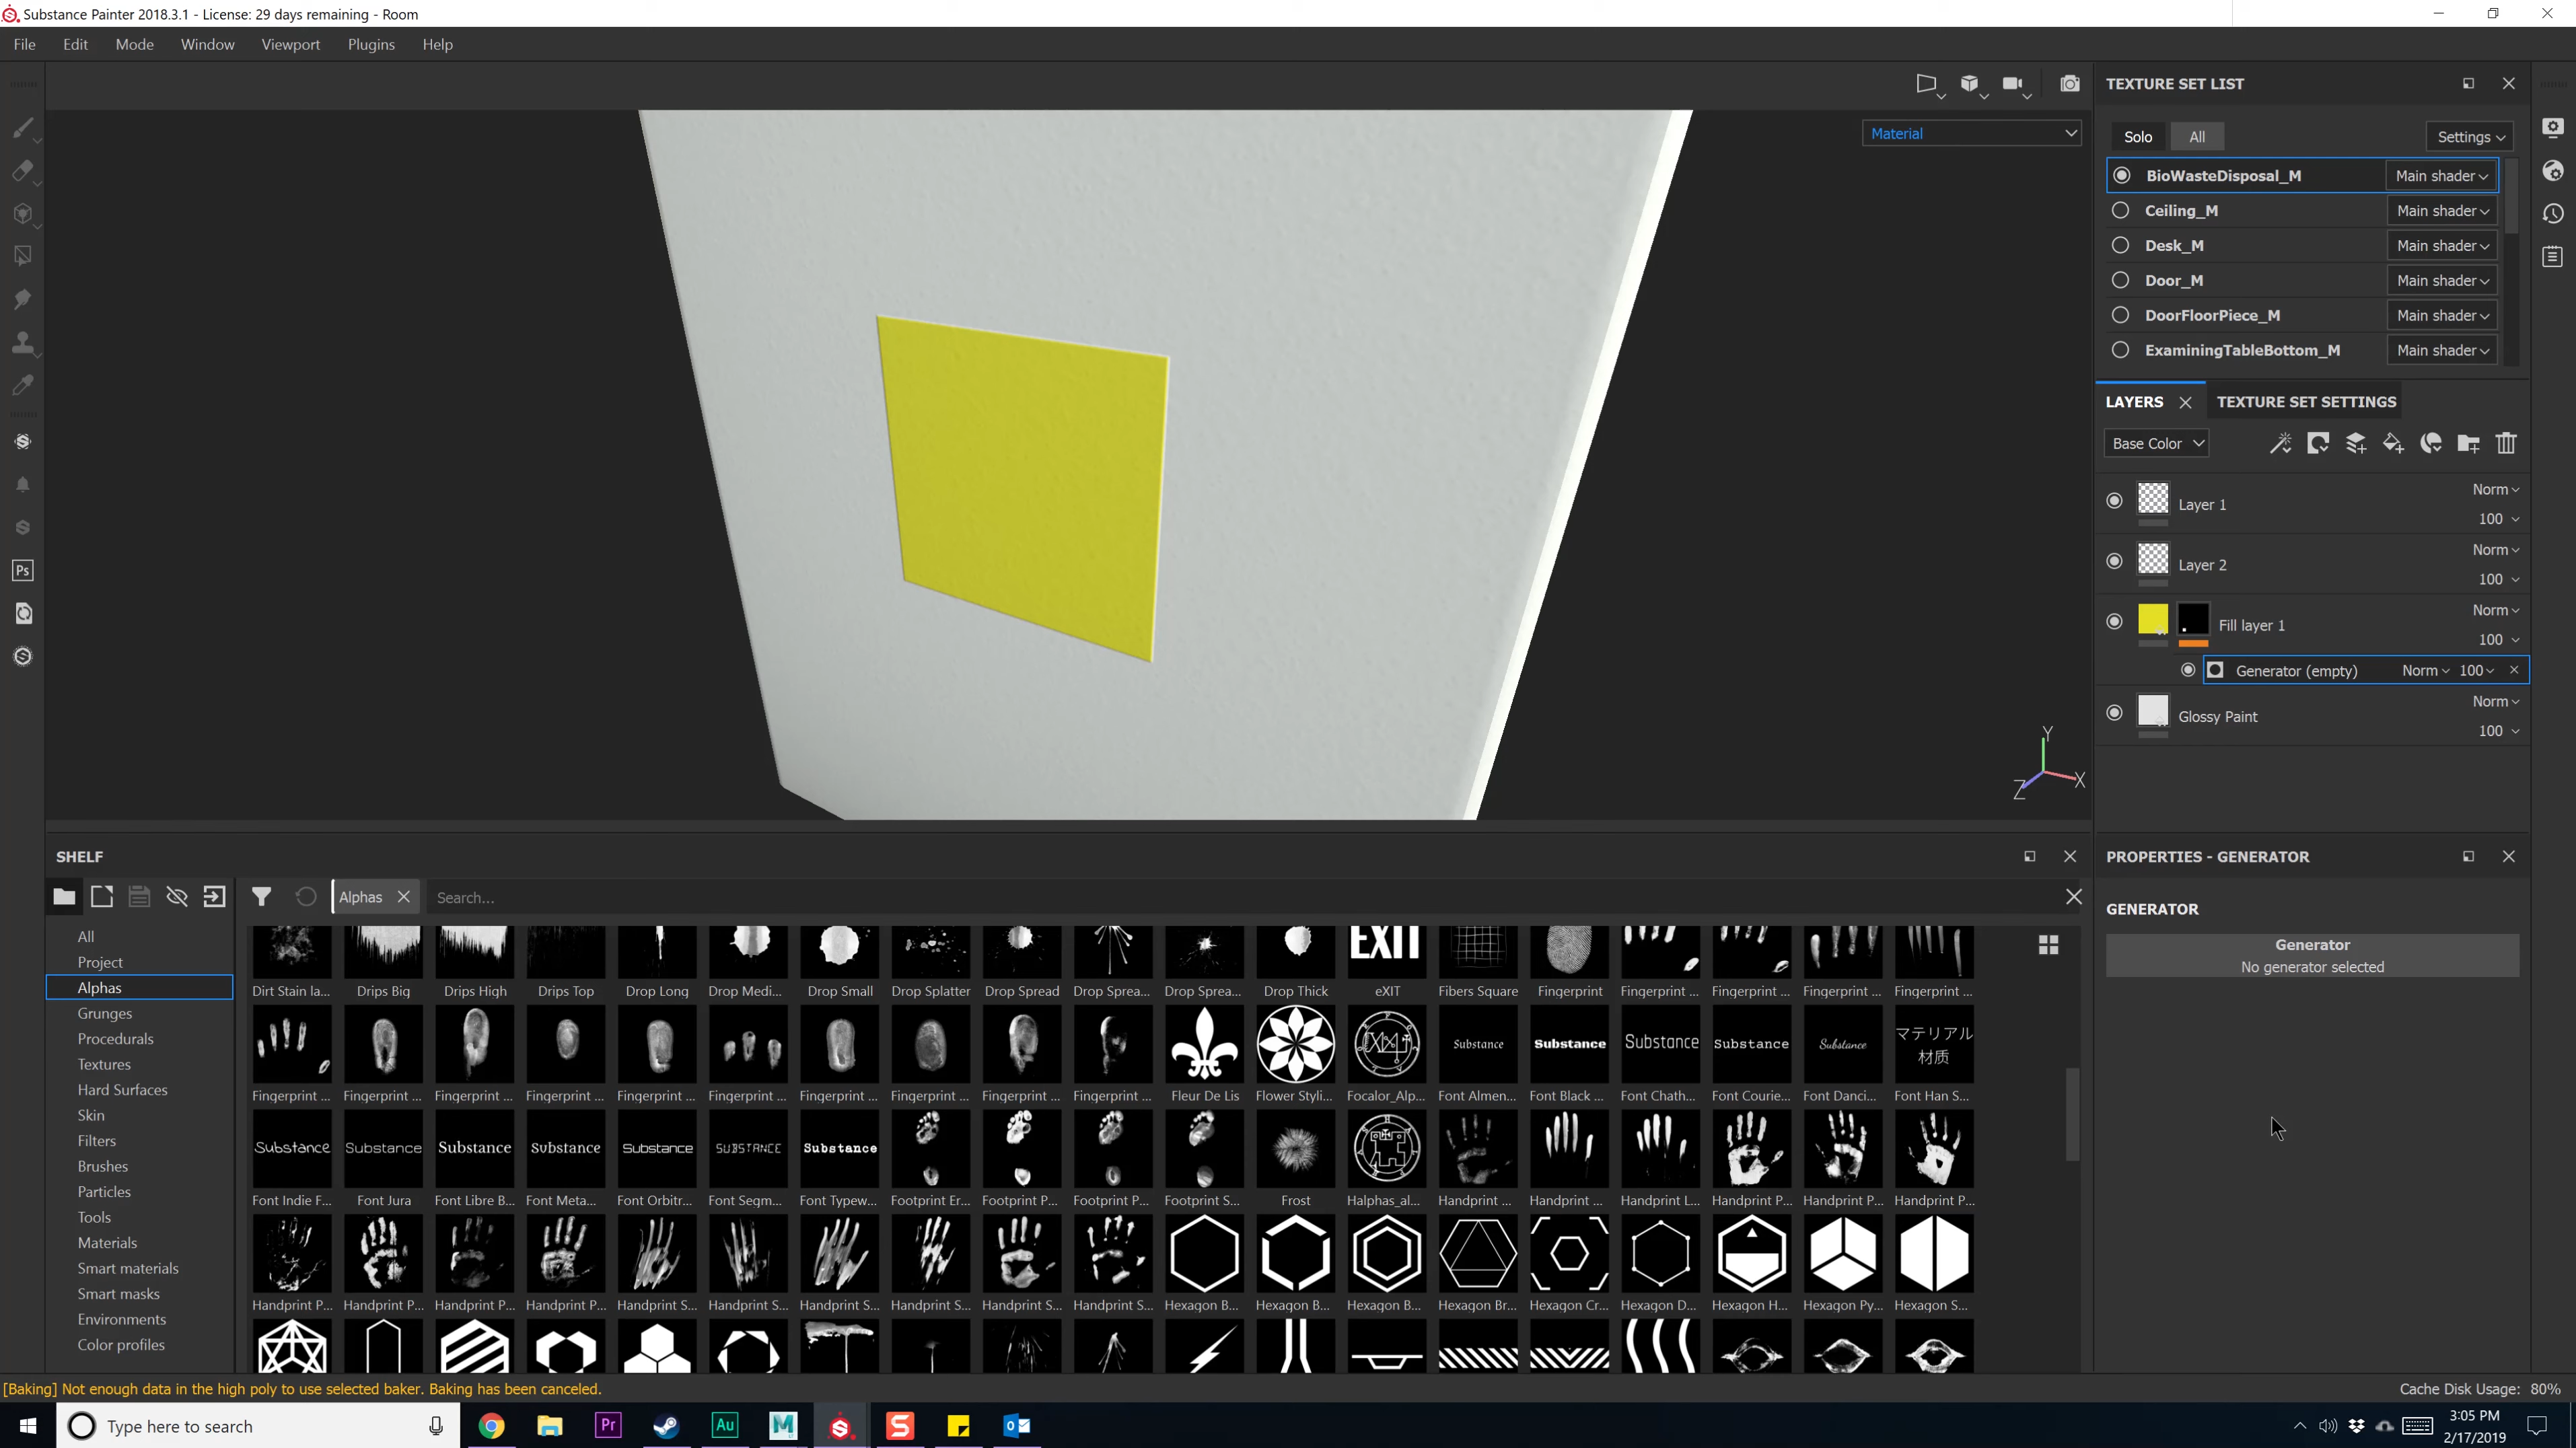 Substance Painter 2018.3.1 - License: 29 days remaining - Room
File Edit Mode Window Viewport Plugins Help
Material
TEXTURE SET LIST
Solo All Settings
BioWasteDisposal_M Main shader
Ceiling_M Main shader
Desk_M Main shader
Door_M Main shader
DoorFloorPiece_M Main shader
ExaminingTableBottom_M Main shader
LAYERS TEXTURE SET SETTINGS
Base Color
Layer 1 Norm 100
Layer 2 Norm 100
Fill layer 1 Norm 100
Generator (empty) Norm 100
Glossy Paint Norm 100
Y
X
Z
Ps
SHELF
Alphas Search...
All
Project
Alphas
Grunges
Procedurals
Textures
Hard Surfaces
Skin
Filters
Brushes
Particles
Tools
Materials
Smart materials
Smart masks
Environments
Color profiles
EXIT
Dirt Stain la... Drips Big Drips High Drips Top Drop Long Drop Medi... Drop Small Drop Splatter Drop Spread Drop Sprea... Drop Sprea... Drop Thick eXIT Fibers Square Fingerprint Fingerprint ... Fingerprint ... Fingerprint ... Fingerprint ...
Substance Substance Substance Substance Substance マテリアル
材质
Fingerprint ... Fingerprint ... Fingerprint ... Fingerprint ... Fingerprint ... Fingerprint ... Fingerprint ... Fingerprint ... Fingerprint ... Fingerprint ... Fleur De Lis Flower Styli... Focalor_Alp... Font Almen... Font Black ... Font Chath... Font Courie... Font Danci... Font Han S...
Substance Substance Substance Substance Substance SUBSTANCE Substance
Font Indie F... Font Jura Font Libre B... Font Meta... Font Orbitr... Font Segm... Font Typew... Footprint Er... Footprint P... Footprint P... Footprint S... Frost Halphas_al... Handprint ... Handprint ... Handprint L... Handprint P... Handprint P... Handprint P...
Handprint P... Handprint P... Handprint P... Handprint P... Handprint S... Handprint S... Handprint S... Handprint S... Handprint S... Handprint S... Hexagon B... Hexagon B... Hexagon B... Hexagon Br... Hexagon Cr... Hexagon D... Hexagon H... Hexagon Py... Hexagon S...
PROPERTIES - GENERATOR
GENERATOR
Generator
No generator selected
[Baking] Not enough data in the high poly to use selected baker. Baking has been canceled.
Cache Disk Usage: 80%
Type here to search
Pr
Au
M
S
3:05 PM
2/17/2019